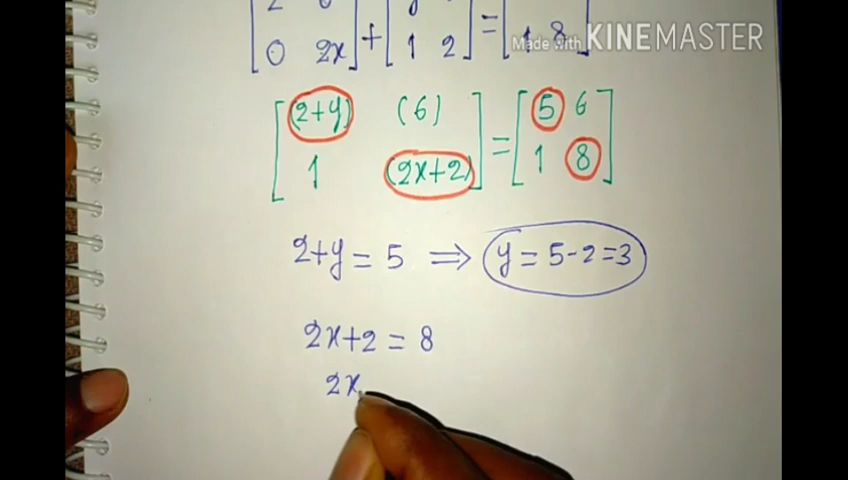 [0 2x] + [1 2] = [1 8]
Made with KINEMASTER
[(2+y) (6)
1 (2x+2)] = [5 6
1 8]
2+y = 5 ⇒ y = 5-2=3
2x+2 = 8
2x